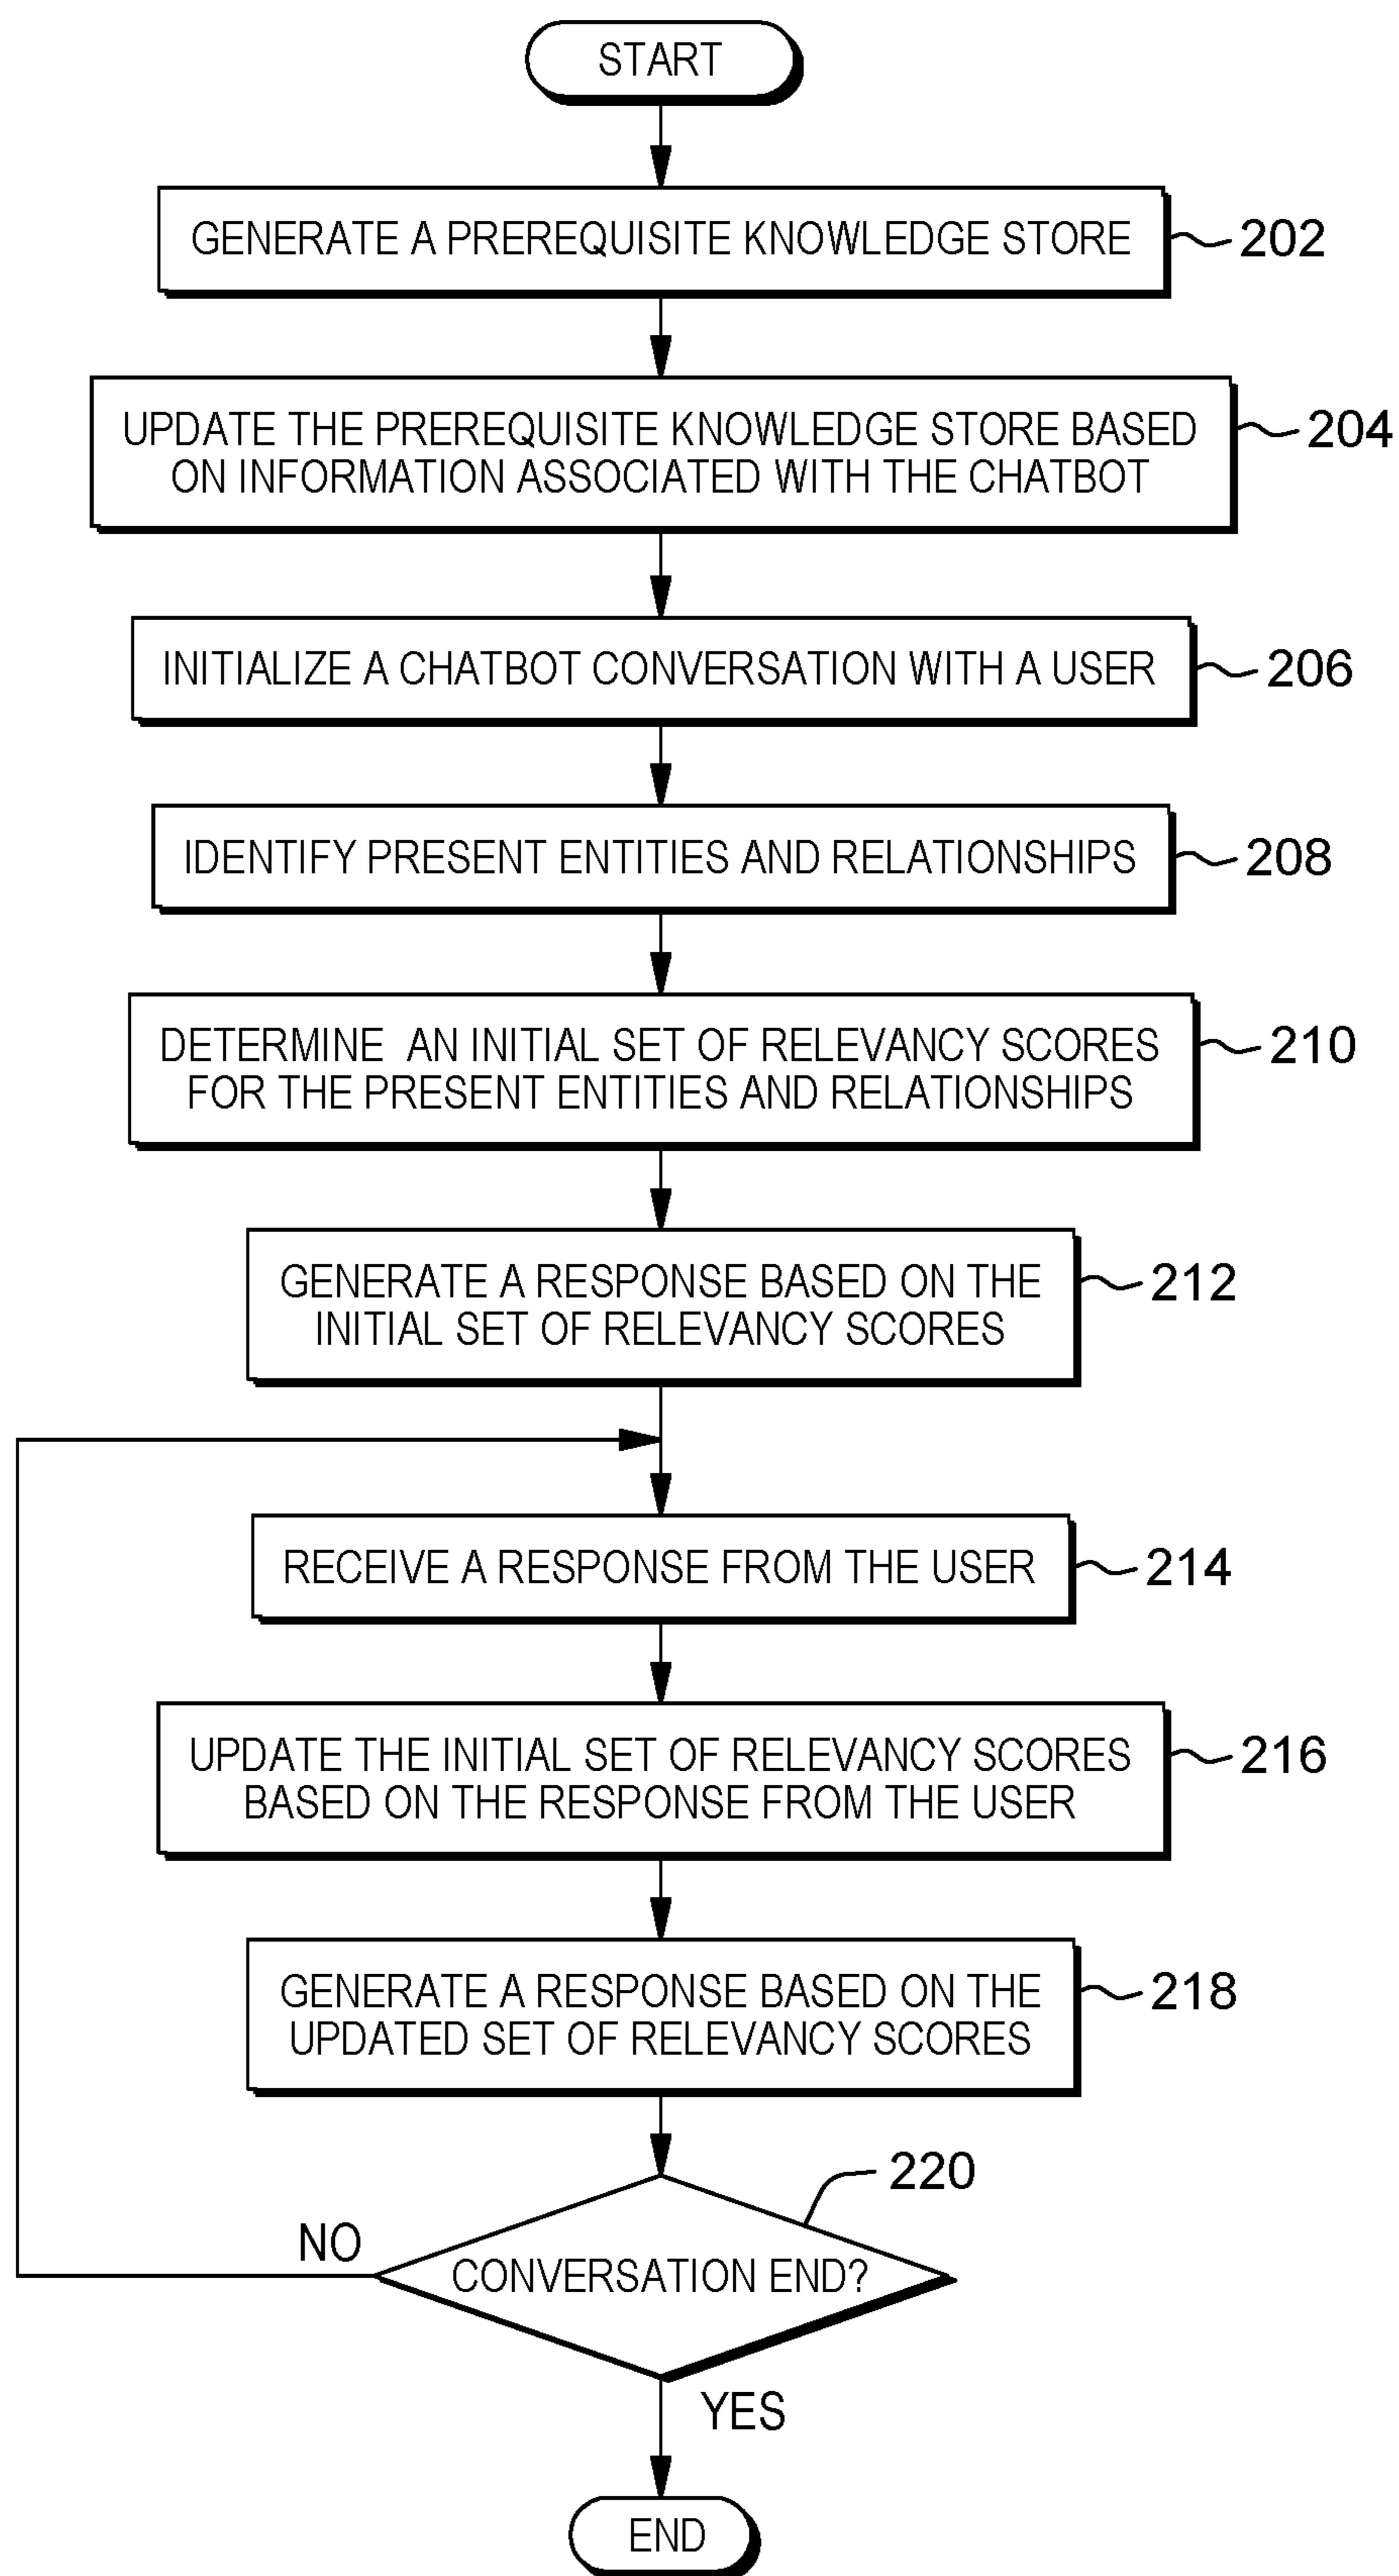 START
GENERATE A PREREQUISITE KNOWLEDGE STORE
202
UPDATE THE PREREQUISITE KNOWLEDGE STORE BASED
ON INFORMATION ASSOCIATED WITH THE CHATBOT
204
INITIALIZE A CHATBOT CONVERSATION WITH A USER
206
IDENTIFY PRESENT ENTITIES AND RELATIONSHIPS
208
DETERMINE AN INITIAL SET OF RELEVANCY SCORES
FOR THE PRESENT ENTITIES AND RELATIONSHIPS
210
GENERATE A RESPONSE BASED ON THE
INITIAL SET OF RELEVANCY SCORES
212
RECEIVE A RESPONSE FROM THE USER
214
UPDATE THE INITIAL SET OF RELEVANCY SCORES
BASED ON THE RESPONSE FROM THE USER
216
GENERATE A RESPONSE BASED ON THE
UPDATED SET OF RELEVANCY SCORES
218
220
NO
CONVERSATION END?
YES
END